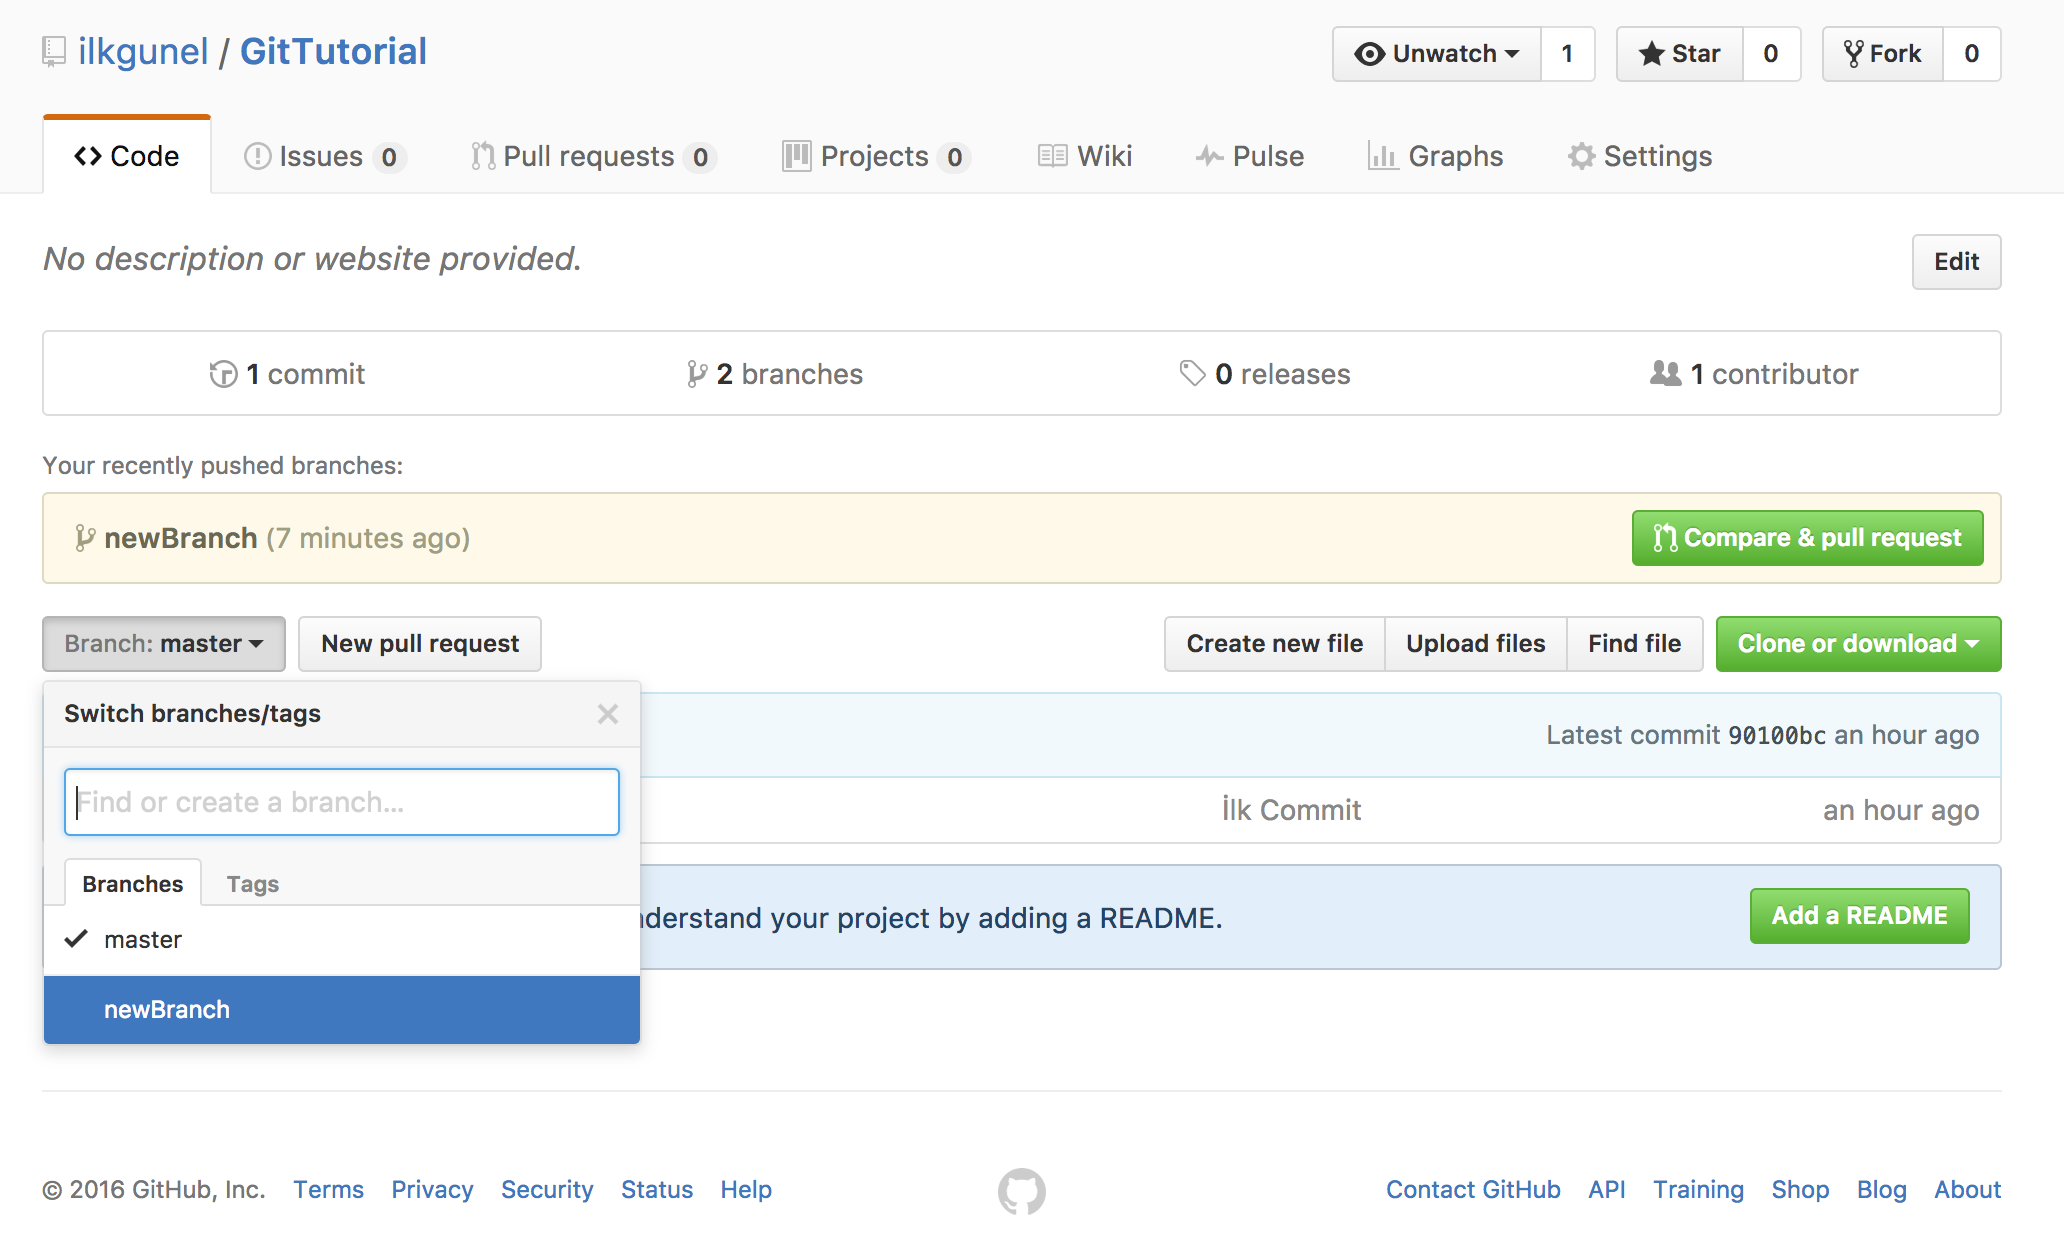 ilkgunel / GitTutorial
Unwatch 1 Star 0 Fork 0
Code Issues 0 Pull requests 0 Projects 0 Wiki Pulse Graphs Settings
No description or website provided.
Edit
1 commit 2 branches 0 releases 1 contributor
Your recently pushed branches:
newBranch (7 minutes ago)
Compare & pull request
Branch: master New pull request Create new file Upload files Find file Clone or download
Switch branches/tags
Latest commit 90100bc an hour ago
Find or create a branch...
İlk Commit an hour ago
Branches Tags
your project by adding a README.
Add a README
master
newBranch
© 2016 GitHub, Inc. Terms Privacy Security Status Help Contact GitHub API Training Shop Blog About